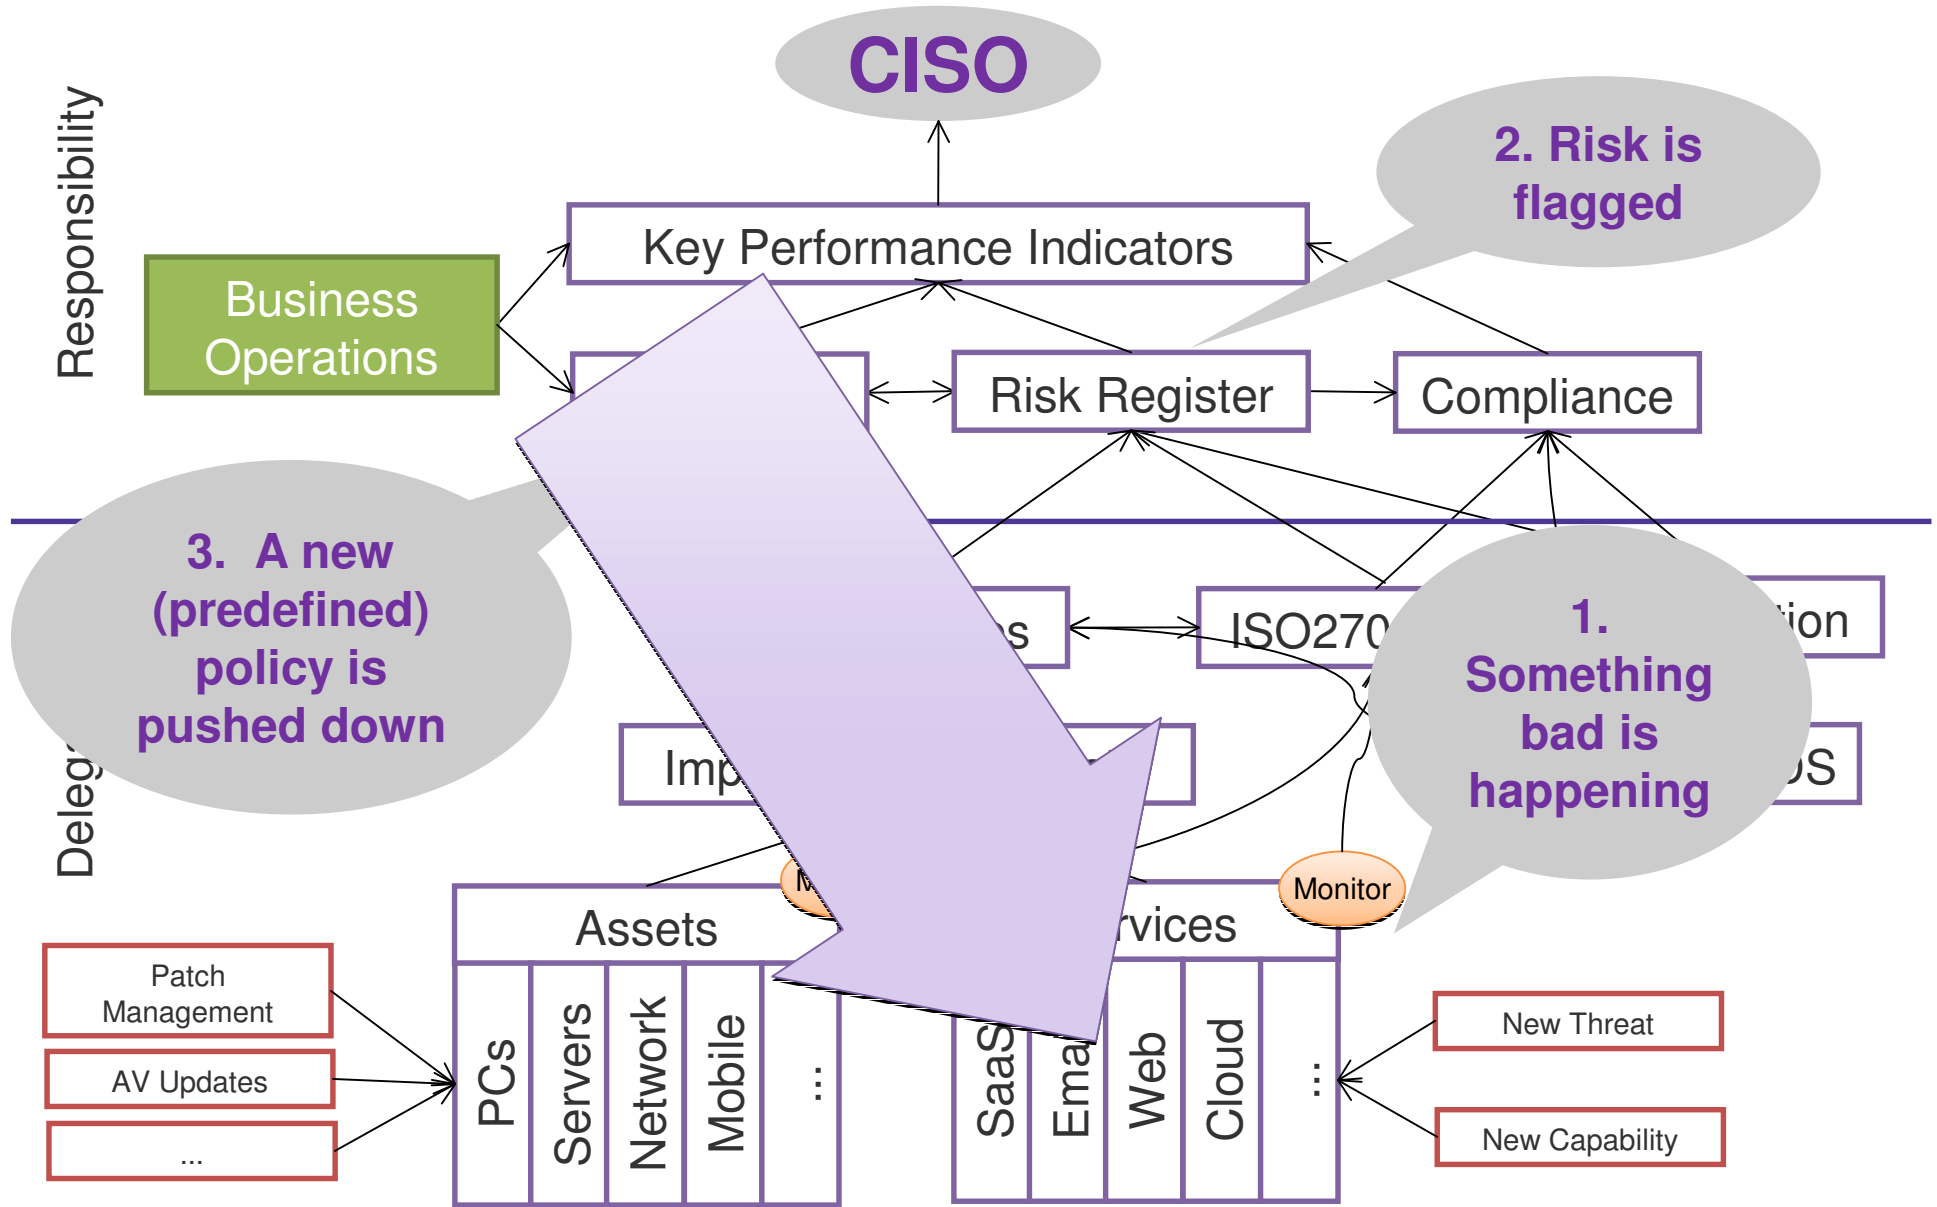 CISO
Responsibility
2. Risk is
flagged
Key Performance Indicators
Business
Operations
Risk Register
Compliance
3. A new
(predefined)
policy is
pushed down
1.
Something
bad is
happening
Monitor
Assets
Patch
Management
AV Updates
...
PCs
Servers
Network
Mobile
...
SaaS
Web
Cloud
...
New Threat
New Capability